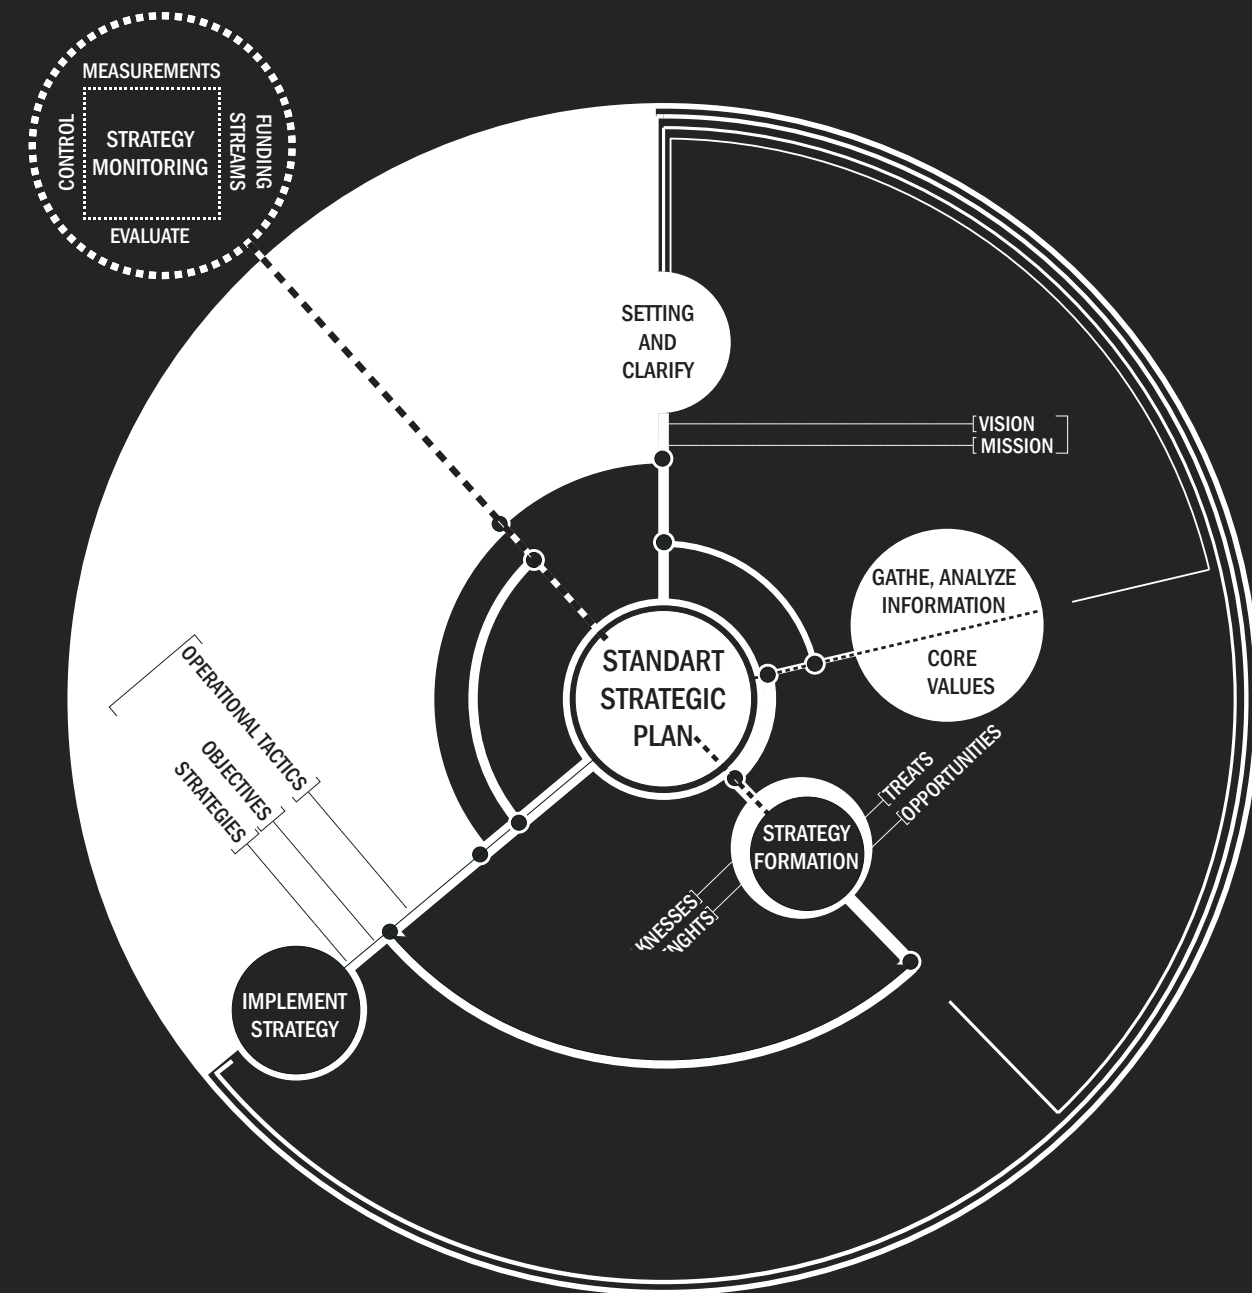 MEASUREMENTS
CONTROL
STRATEGY
MONITORING
FUNDING
STREAMS
EVALUATE
SETTING
AND
CLARIFY
VISION
MISSION
GATHE, ANALYZE
INFORMATION
CORE
VALUES
STANDART
STRATEGIC
PLAN
OPERATIONAL TACTICS
OBJECTIVES
STRATEGIES
TREATS
OPPORTUNITIES
STRATEGY
FORMATION
IMPLEMENT
STRATEGY